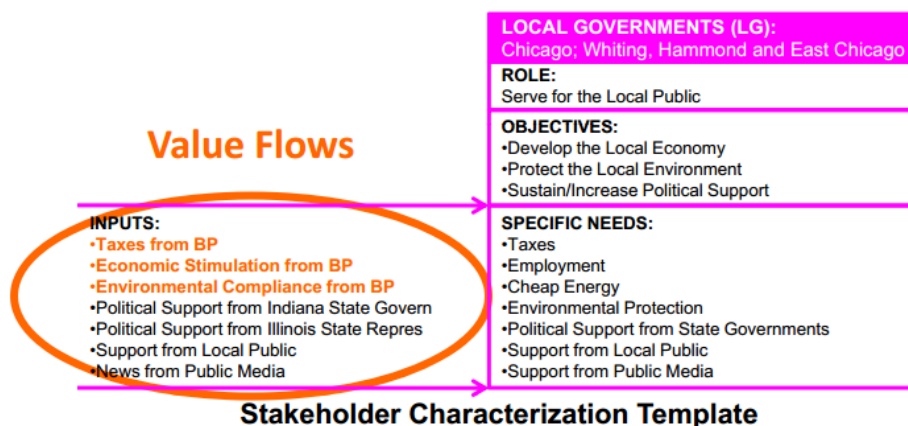 LOCAL GOVERNMENTS (LG):
Chicago; Whiting, Hammond and East Chicago
ROLE:
Serve for the Local Public
Value Flows
OBJECTIVES:
•Develop the Local Economy
•Protect the Local Environment
•Sustain/Increase Political Support
INPUTS:
•Taxes from BP
•Economic Stimulation from BP
•Environmental Compliance from BP
•Political Support from Indiana State Govern
•Political Support from Illinois State Repres
•Support from Local Public
•News from Public Media
SPECIFIC NEEDS:
•Taxes
•Employment
•Cheap Energy
•Environmental Protection
•Political Support from State Governments
•Support from Local Public
•Support from Public Media
Stakeholder Characterization Template